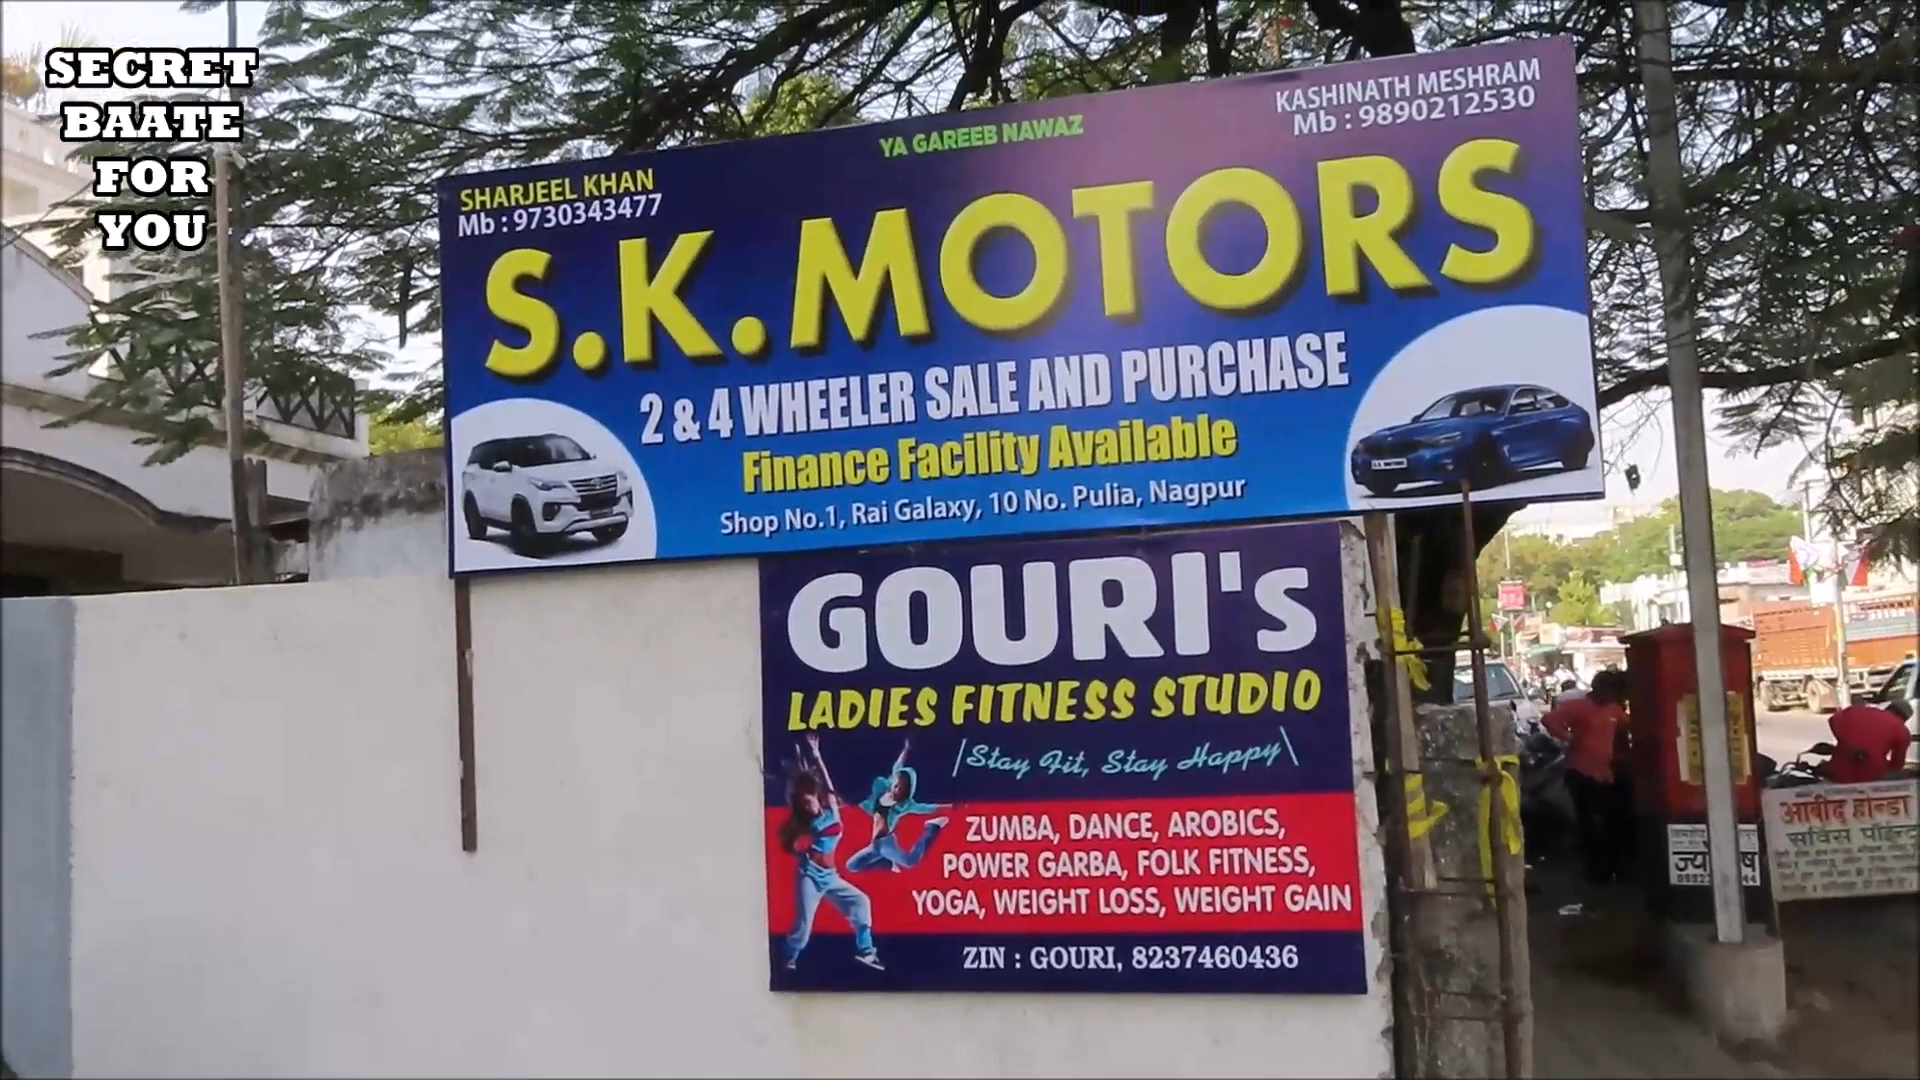 SECRET
BAATE
FOR
YOU
YA GAREEB NAWAZ
KASHINATH MESHRAM
Mb : 9890212530
SHARJEEL KHAN
Mb : 9730343477
S.K. MOTORS
2 & 4 WHEELER SALE AND PURCHASE
Finance Facility Available
Shop No.1, Rai Galaxy, 10 No. Pulia, Nagpur
S.K. MOTORS
GOURI's
LADIES FITNESS STUDIO
Stay Fit, Stay Happy
ZUMBA, DANCE, AROBICS,
POWER GARBA, FOLK FITNESS,
YOGA, WEIGHT LOSS, WEIGHT GAIN
ZIN : GOURI, 8237460436
आबीद होन्डा
सर्विस पॉईन्ट